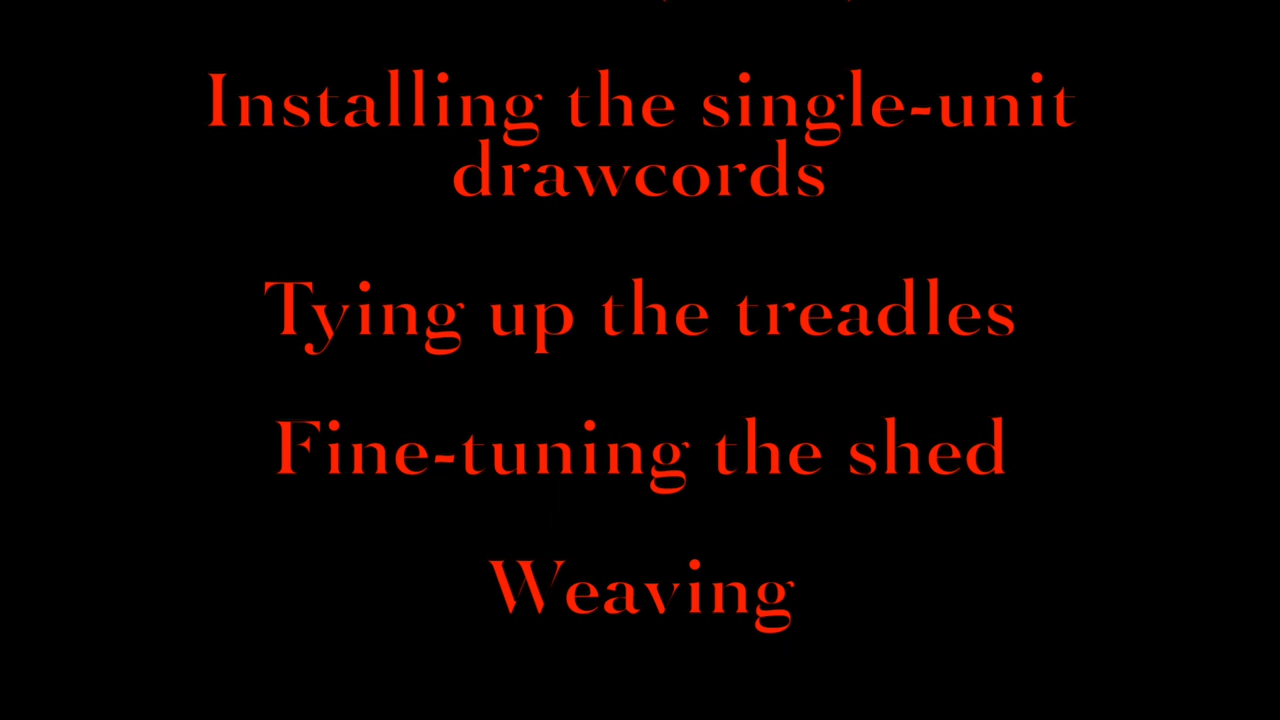 Installing the single-unit
drawcords
Tying up the treadles
Fine-tuning the shed
Weaving